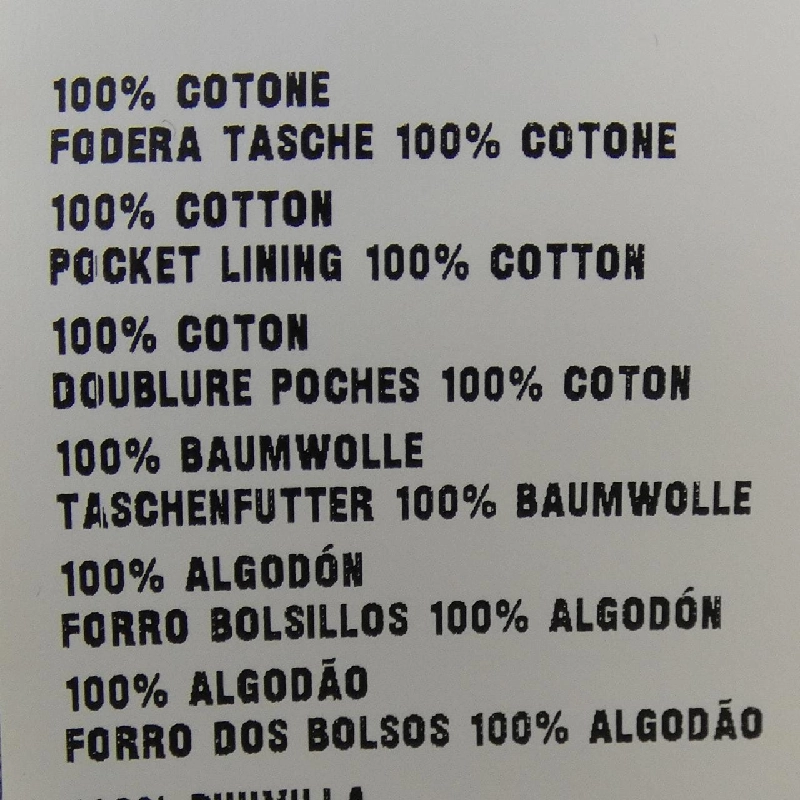 100% COTONE
FODERA TASCHE 100% COTONE
100% COTTON
POCKET LINING 100% COTTON
100% COTON
DOUBLURE POCHES 100% COTON
100% BAUMWOLLE
TASCHENFUTTER 100% BAUMWOLLE
100% ALGODÓN
FORRO BOLSILLOS 100% ALGODÓN
100% ALGODÃO
FORRO DOS BOLSOS 100% ALGODÃO